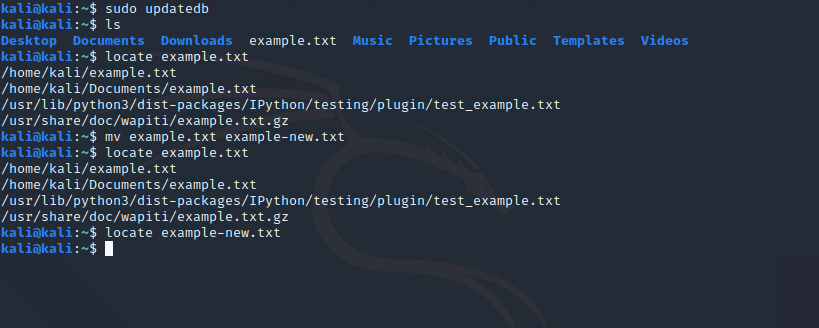 kali@kali:~$ sudo updatedb
kali@kali:~$ ls
Desktop Documents Downloads example.txt Music Pictures Public Templates Videos
kali@kali:~$ locate example.txt
/home/kali/example.txt
/home/kali/Documents/example.txt
/usr/lib/python3/dist-packages/IPython/testing/plugin/test_example.txt
/usr/share/doc/wapiti/example.txt.gz
kali@kali:~$ mv example.txt example-new.txt
kali@kali:~$ locate example.txt
/home/kali/example.txt
/home/kali/Documents/example.txt
/usr/lib/python3/dist-packages/IPython/testing/plugin/test_example.txt
/usr/share/doc/wapiti/example.txt.gz
kali@kali:~$ locate example-new.txt
kali@kali:~$